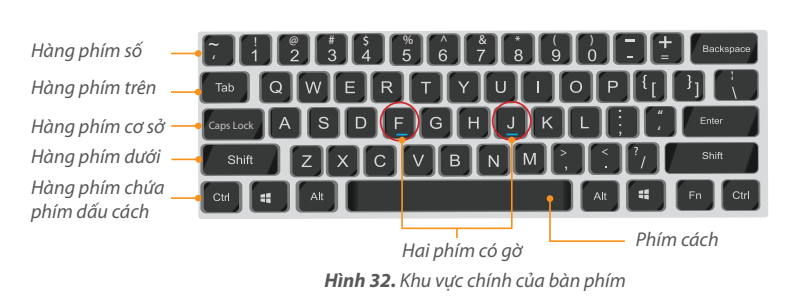 Hàng phím số
~ ! @ # $ % ^ & * ( ) – +
, 1 2 3 4 5 6 7 8 9 0 - = Backspace
Hàng phím trên
Tab Q W E R T Y U I O P { [ } ] ¦ \
Hàng phím cơ sở
Caps Lock A S D F G H J K L : ; “ ‘ Enter
Hàng phím dưới
Shift Z X C V B N M > , < . ? / Shift
Hàng phím chứa
phím dấu cách
Ctrl Alt Alt Fn Ctrl
Hai phím có gờ
Phím cách
Hình 32. Khu vực chính của bàn phím